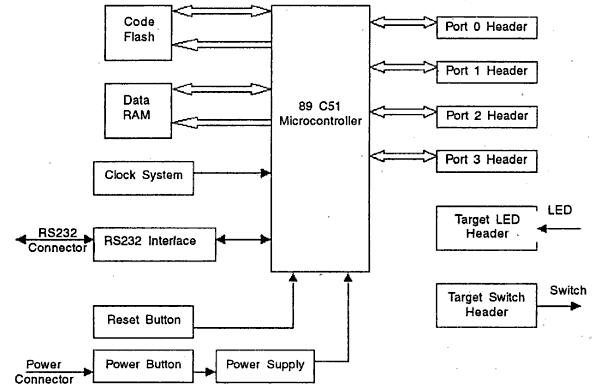 Code
Flash
Data
RAM
89 C51
Microcontroller
Port 0 Header
Port 1 Header
Port 2 Header
Port 3 Header
Clock System
RS232
Connector
RS232 Interface
Target LED
Header
LED
Target Switch
Header
Switch
Reset Button
Power
Connector
Power Button
Power Supply